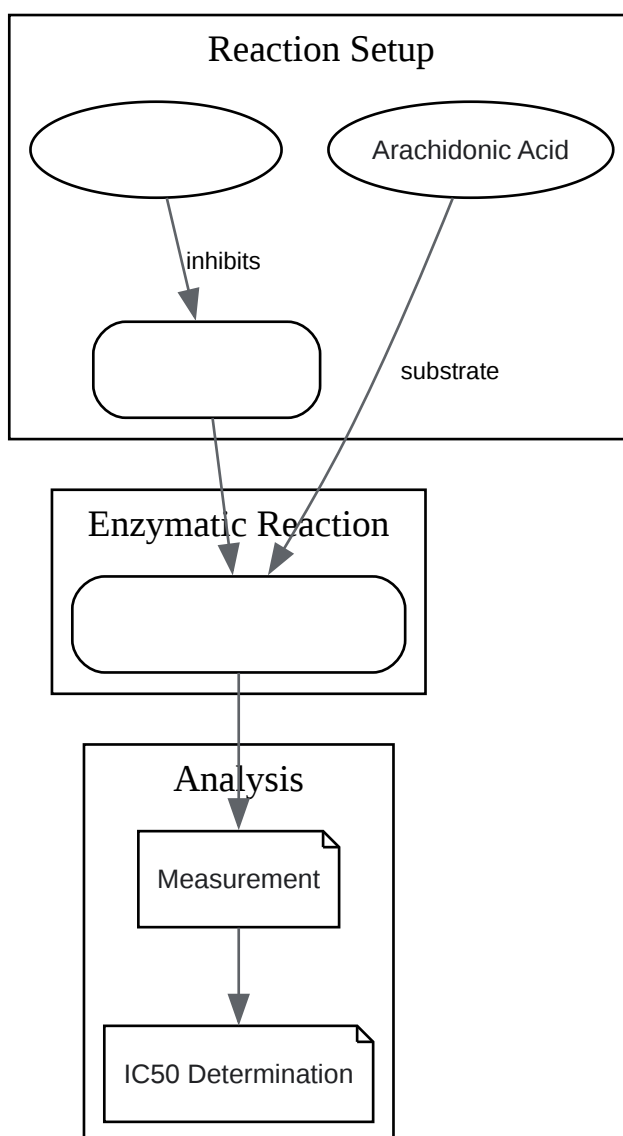 Reaction Setup
Arachidonic Acid
inhibits
substrate
Enzymatic Reaction
Analysis
Measurement
IC50 Determination